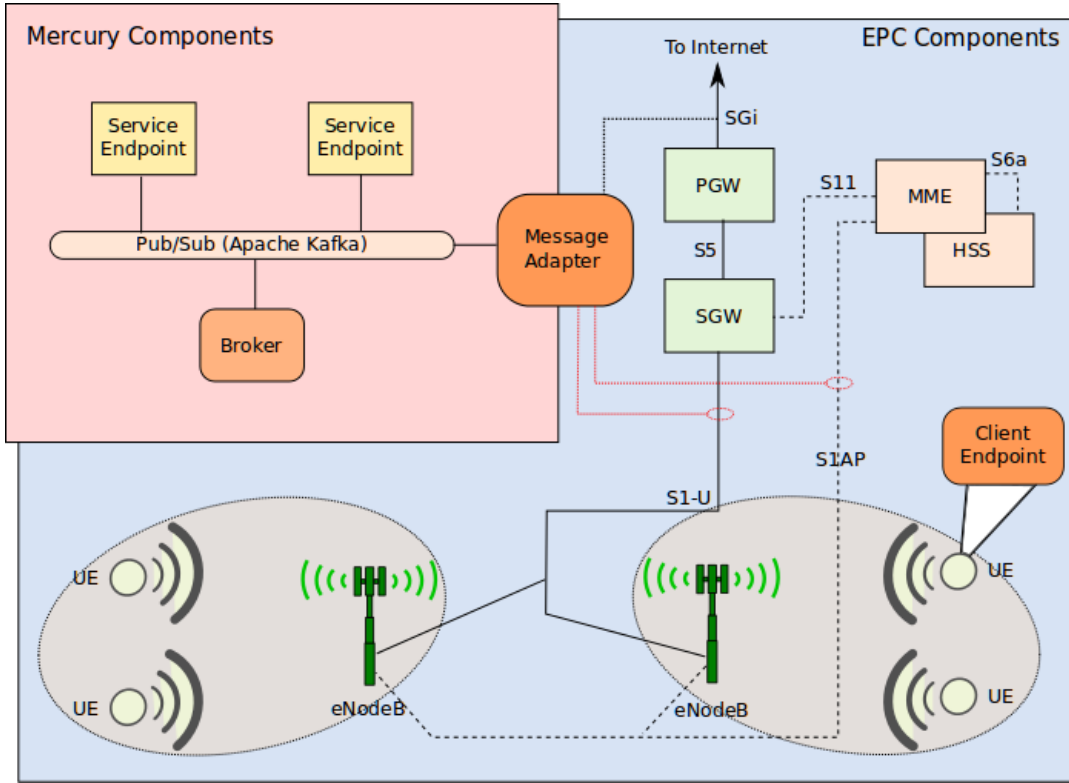 Mercury Components
EPC Components
To Internet
SGi
Service
Endpoint
Service
Endpoint
PGW
S11
S6a
MME
HSS
Pub/Sub (Apache Kafka)
Message
Adapter
S5
SGW
Broker
Client
Endpoint
S1AP
S1-U
UE
UE
UE
UE
eNodeB
eNodeB